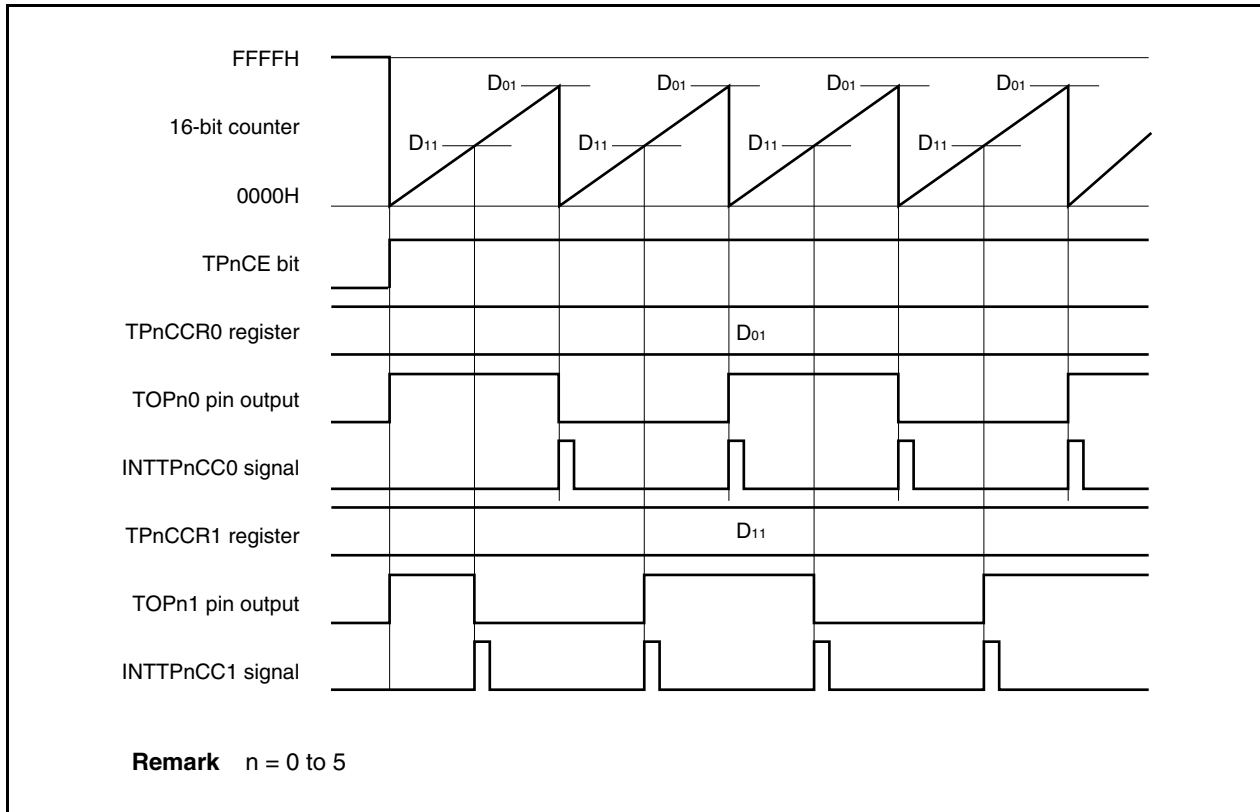 FFFFH
D01 D01 D01 D01
16-bit counter
D11 D11 D11 D11
0000H
TPnCE bit
TPnCCR0 register
D01
TOPn0 pin output
INTTPnCC0 signal
TPnCCR1 register
D11
TOPn1 pin output
INTTPnCC1 signal
Remark n = 0 to 5